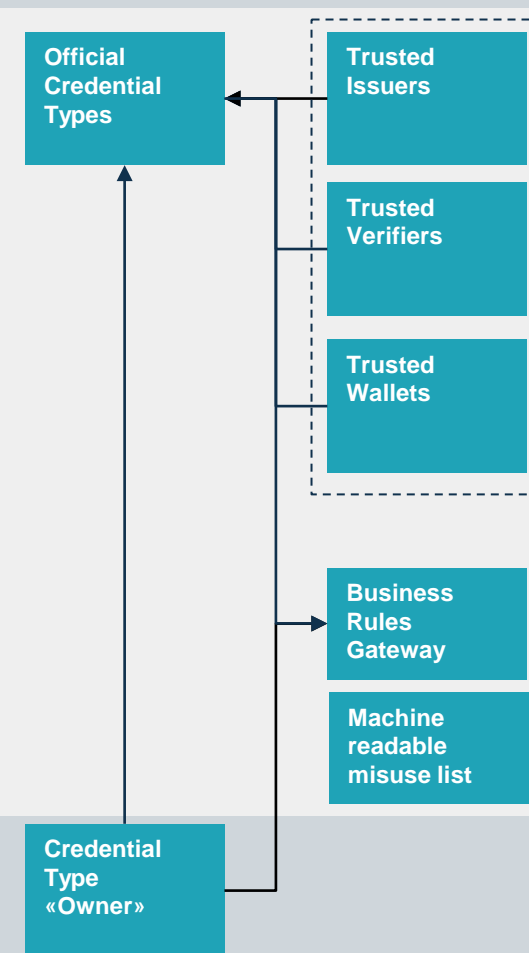 Official
Credential
Types
Trusted
Issuers
Trusted
Verifiers
Trusted
Wallets
Business
Rules
Gateway
Machine
readable
misuse list
Credential
Type
«Owner»